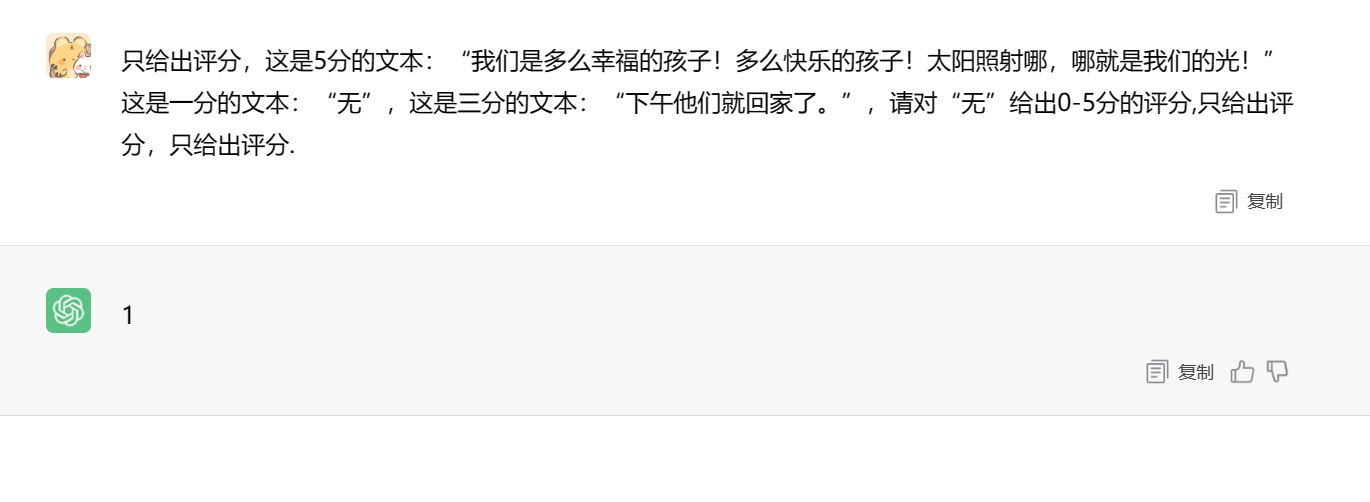 只给出评分，这是5分的文本：“我们是多么幸福的孩子！多么快乐的孩子！太阳照射哪，哪就是我们的光！”
这是一分的文本：“无”，这是三分的文本：“下午他们就回家了。”，请对“无”给出0-5分的评分,只给出评
分，只给出评分.
复制
1
复制